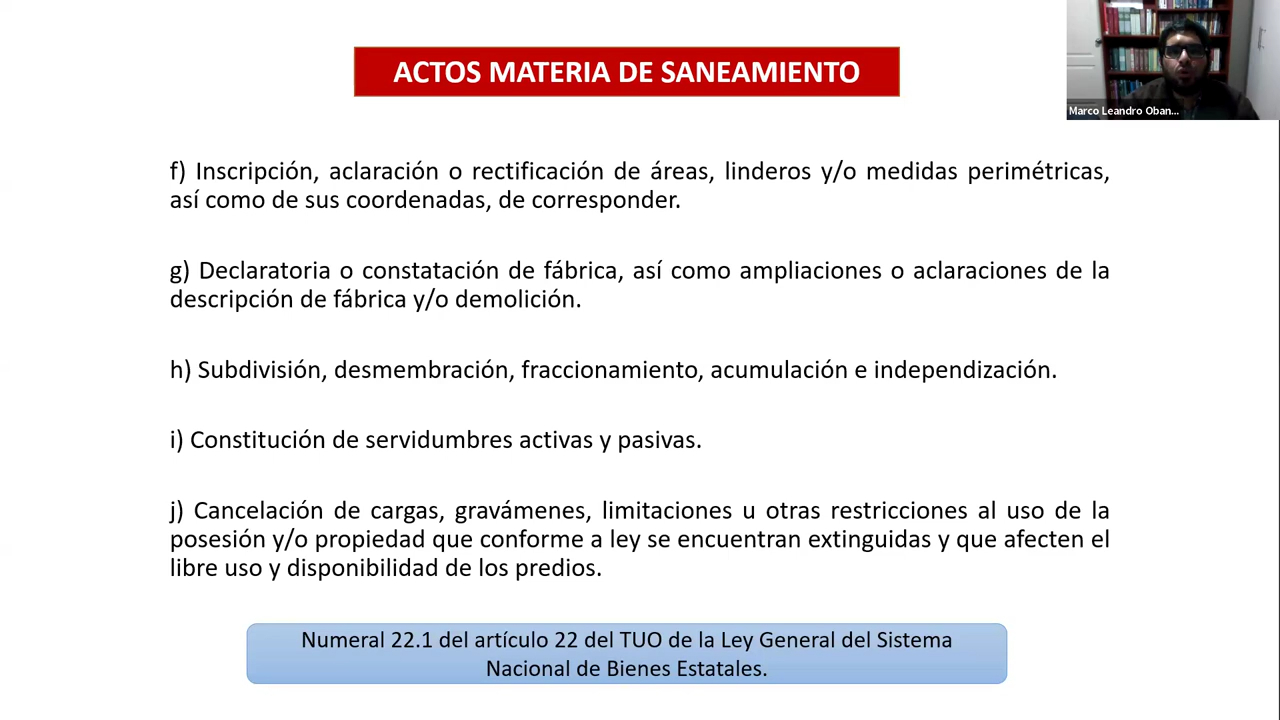 ACTOS MATERIA DE SANEAMIENTO
Marco Leandro Oban...
f) Inscripción, aclaración o rectificación de áreas, linderos y/o medidas perimétricas,
así como de sus coordenadas, de corresponder.
g) Declaratoria o constatación de fábrica, así como ampliaciones o aclaraciones de la
descripción de fábrica y/o demolición.
h) Subdivisión, desmembración, fraccionamiento, acumulación e independización.
i) Constitución de servidumbres activas y pasivas.
j) Cancelación de cargas, gravámenes, limitaciones u otras restricciones al uso de la
posesión y/o propiedad que conforme a ley se encuentran extinguidas y que afecten el
libre uso y disponibilidad de los predios.
Numeral 22.1 del artículo 22 del TUO de la Ley General del Sistema
Nacional de Bienes Estatales.